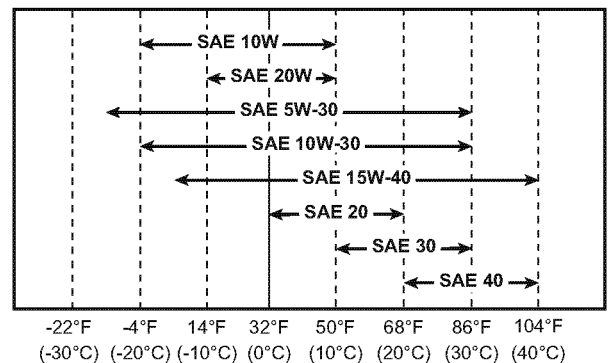 SAE 10W
SAE 20W
SAE 5W-30
SAE 10W-30
SAE 15W-40
SAE 20
SAE 30
SAE 40
-22°F -4°F 14°F 32°F 50°F 68°F 86°F 104°F
(-30°C) (-20°C) (-10°C) (0°C) (10°C) (20°C) (30°C) (40°C)